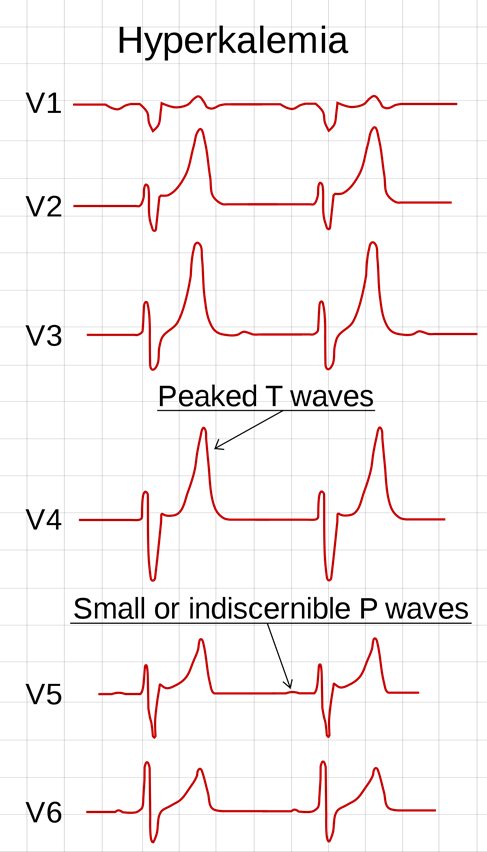 Hyperkalemia
V1
V2
V3
Peaked T waves
V4
Small or indiscernible P waves
V5
V6